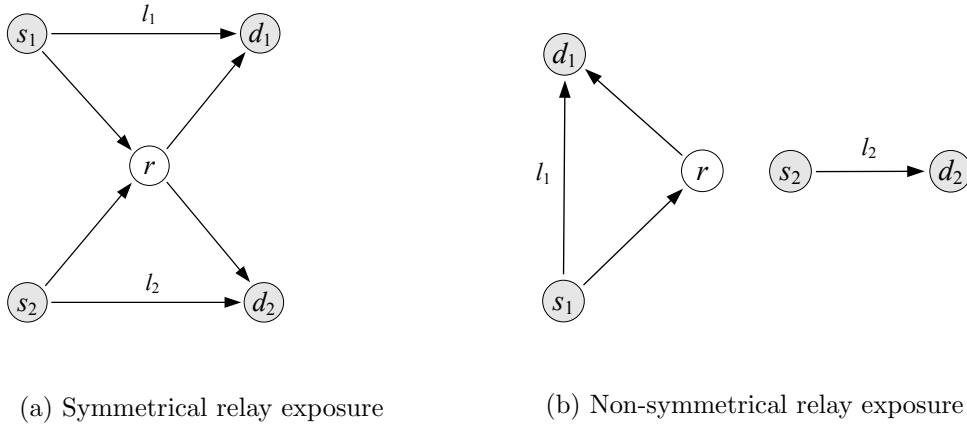 s₁ l₁ d₁
r
s₂ l₂ d₂
(a) Symmetrical relay exposure
d₁
l₁ r s₂ l₂ d₂
s₁
(b) Non-symmetrical relay exposure